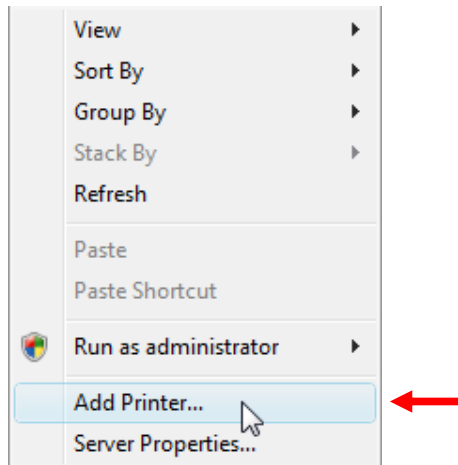 View
Sort By
Group By
Stack By
Refresh
Paste
Paste Shortcut
Run as administrator
Add Printer...
Server Properties...